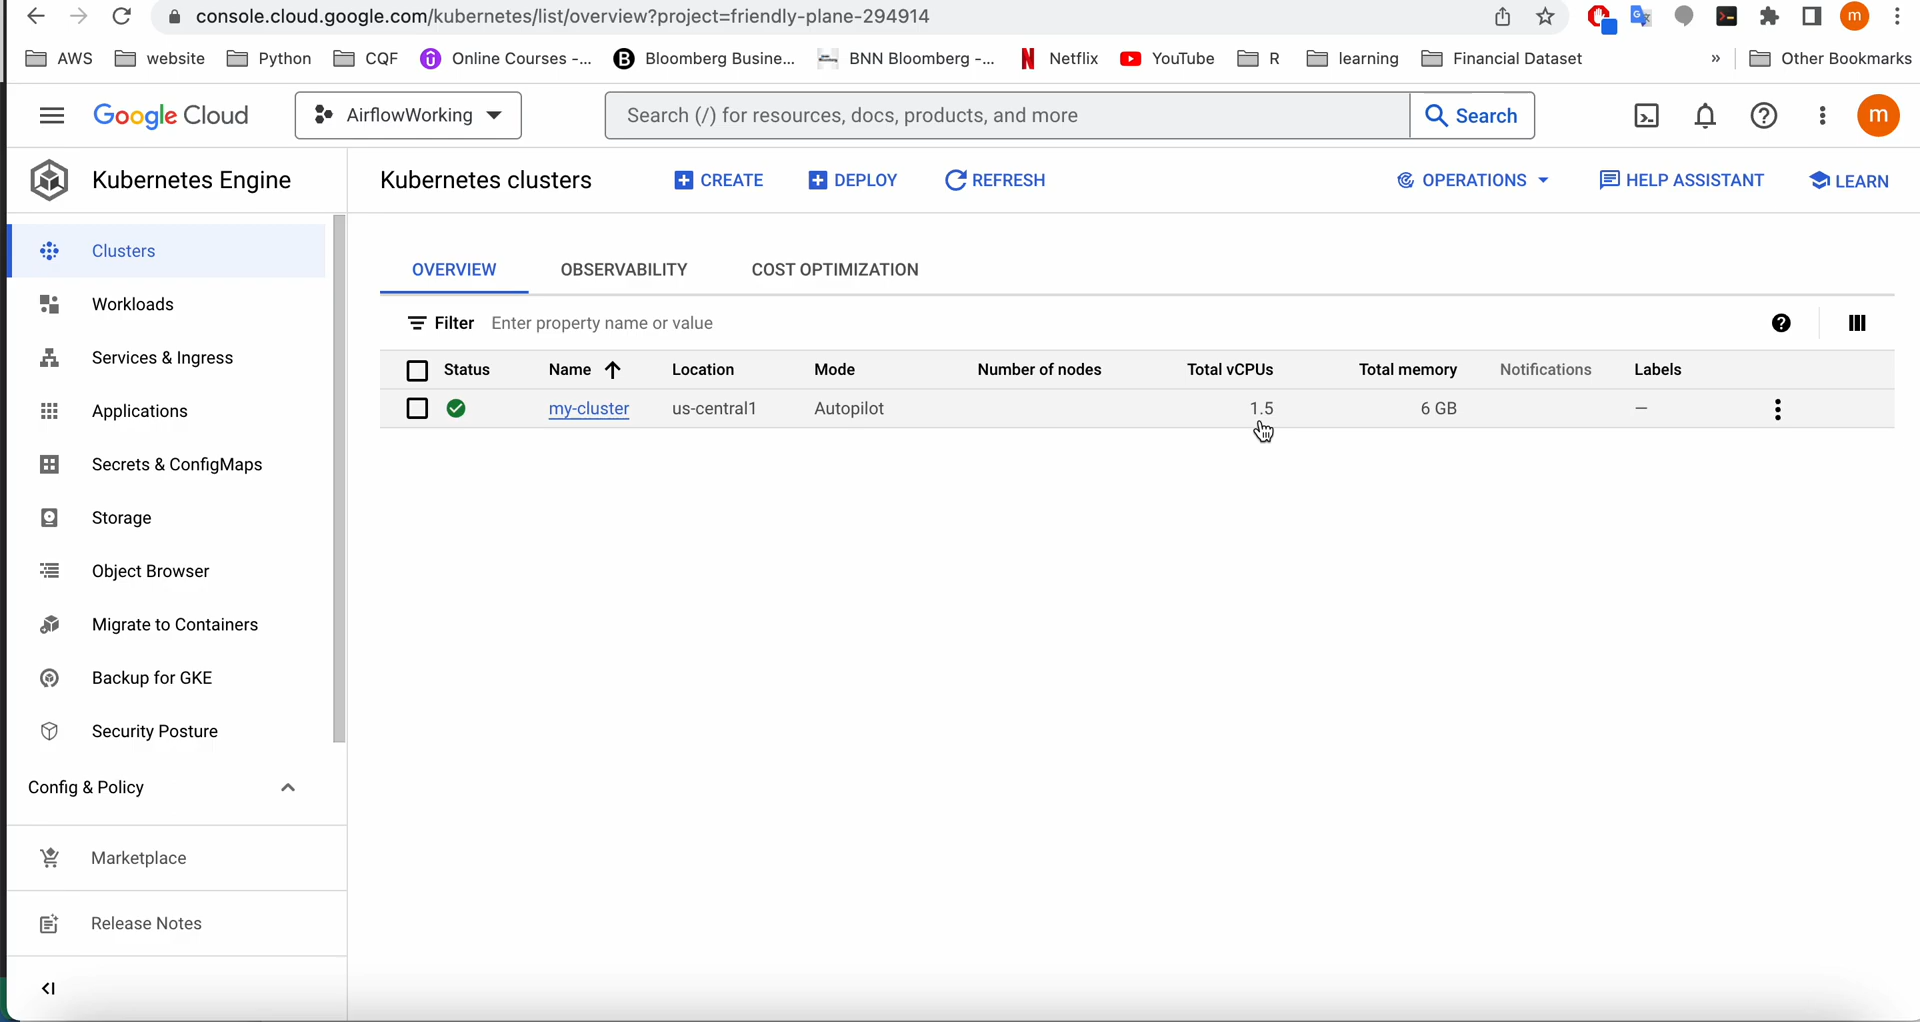 console.cloud.google.com/kubernetes/list/overview?project=friendly-plane-294914
m
AWS website Python CQF Online Courses -... Bloomberg Busine... BNN Bloomberg -... Netflix YouTube R learning Financial Dataset » Other Bookmarks
Google Cloud AirflowWorking Search (/) for resources, docs, products, and more Search m
Kubernetes Engine Kubernetes clusters CREATE DEPLOY REFRESH OPERATIONS HELP ASSISTANT LEARN
Clusters
OVERVIEW OBSERVABILITY COST OPTIMIZATION
Workloads
Filter Enter property name or value
Services & Ingress
Status Name Location Mode Number of nodes Total vCPUs Total memory Notifications Labels
my-cluster us-central1 Autopilot 1.5 6 GB —
Applications
Secrets & ConfigMaps
Storage
Object Browser
Migrate to Containers
Backup for GKE
Security Posture
Config & Policy
Marketplace
Release Notes